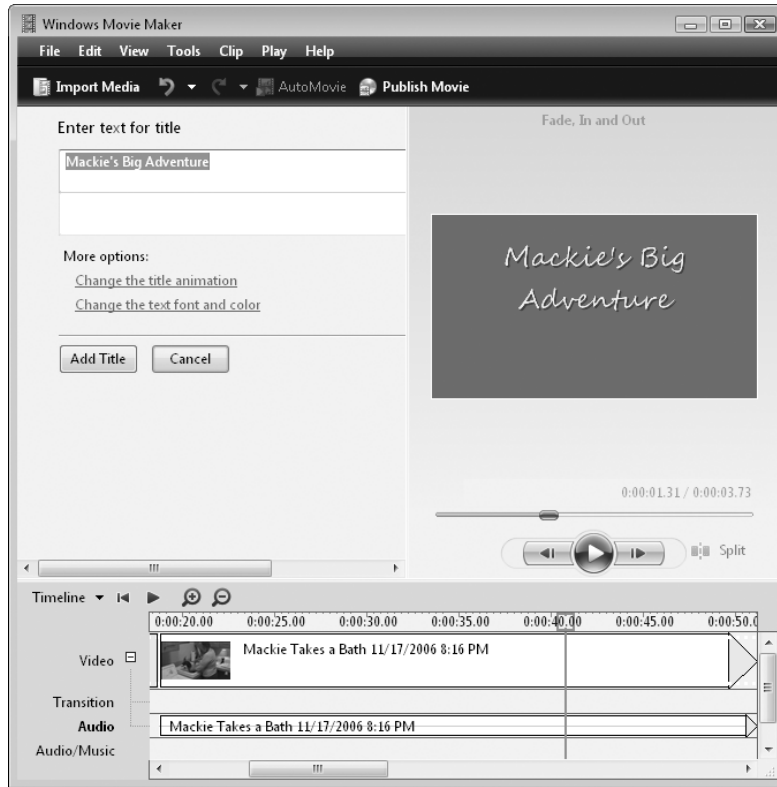 Windows Movie Maker
File Edit View Tools Clip Play Help
Import Media AutoMovie Publish Movie
Enter text for title
Mackie's Big Adventure
More options:
Change the title animation
Change the text font and color
Add Title Cancel
Fade, In and Out
Mackie's Big
Adventure
0:00:01.31 / 0:00:03.73
Split
Timeline
0:00:20.00 0:00:25.00 0:00:30.00 0:00:35.00 0:00:40.00 0:00:45.00 0:00:50.0
Video
Mackie Takes a Bath 11/17/2006 8:16 PM
Transition
Audio
Mackie Takes a Bath 11/17/2006 8:16 PM
Audio/Music